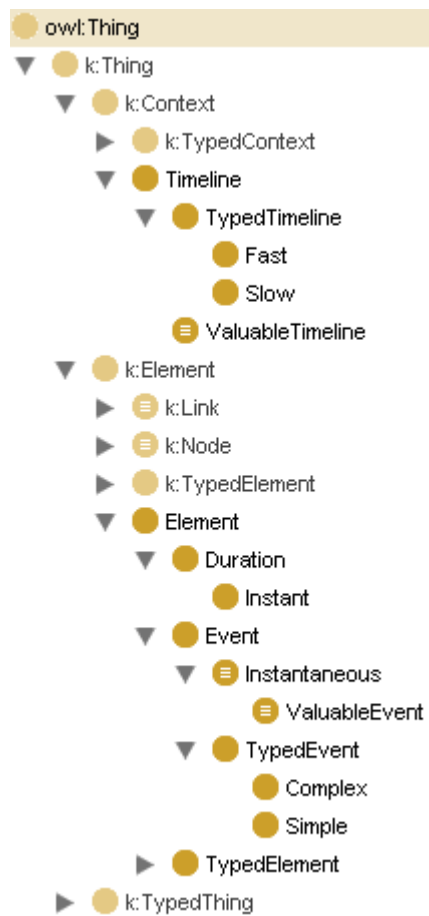 owl:Thing
k:Thing
k:Context
k:TypedContext
Timeline
TypedTimeline
Fast
Slow
ValuableTimeline
k:Element
k:Link
k:Node
k:TypedElement
Element
Duration
Instant
Event
Instantaneous
ValuableEvent
TypedEvent
Complex
Simple
TypedElement
k:TypedThing